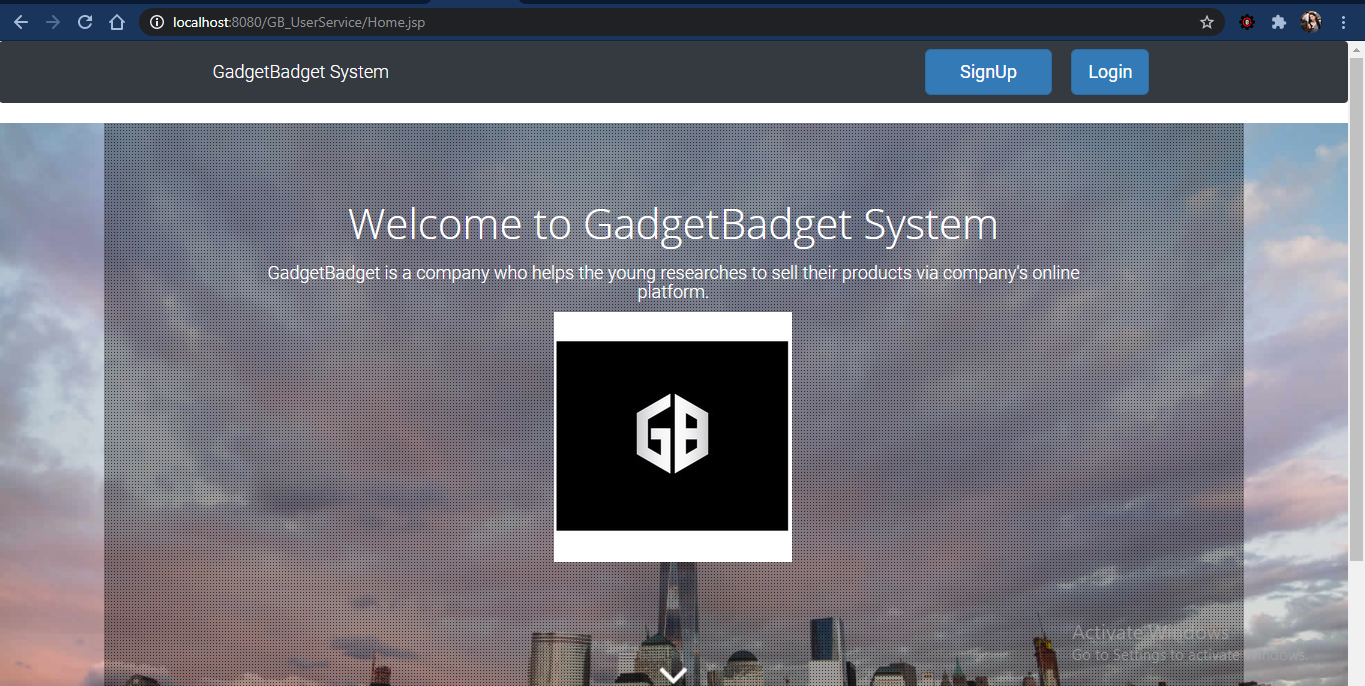 localhost:8080/GB_UserService/Home.jsp
GadgetBadget System
SignUp
Login
Welcome to GadgetBadget System
GadgetBadget is a company who helps the young researches to sell their products via company's online
platform.
GB
Activate Windows
Go to Settings to activate Windows.